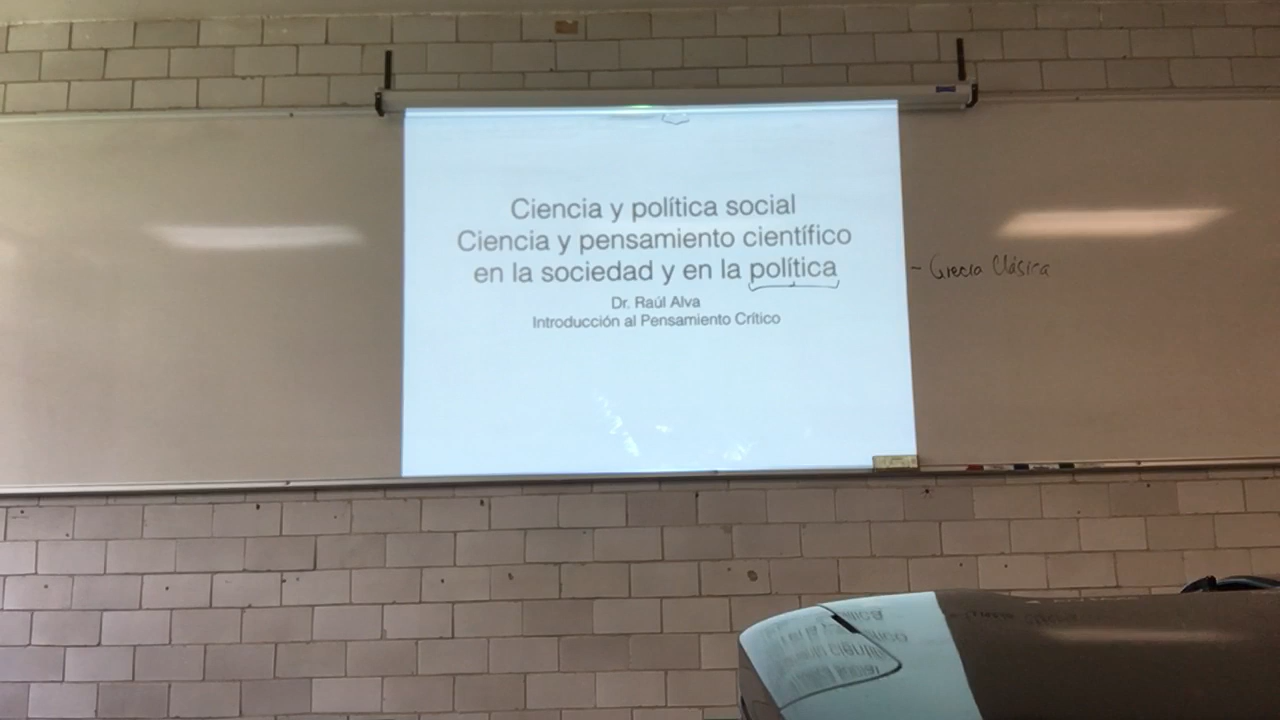 Ciencia y política social
Ciencia y pensamiento científico
en la sociedad y en la política
Dr. Raúl Alva
Introducción al Pensamiento Crítico
- Grecia Clásica